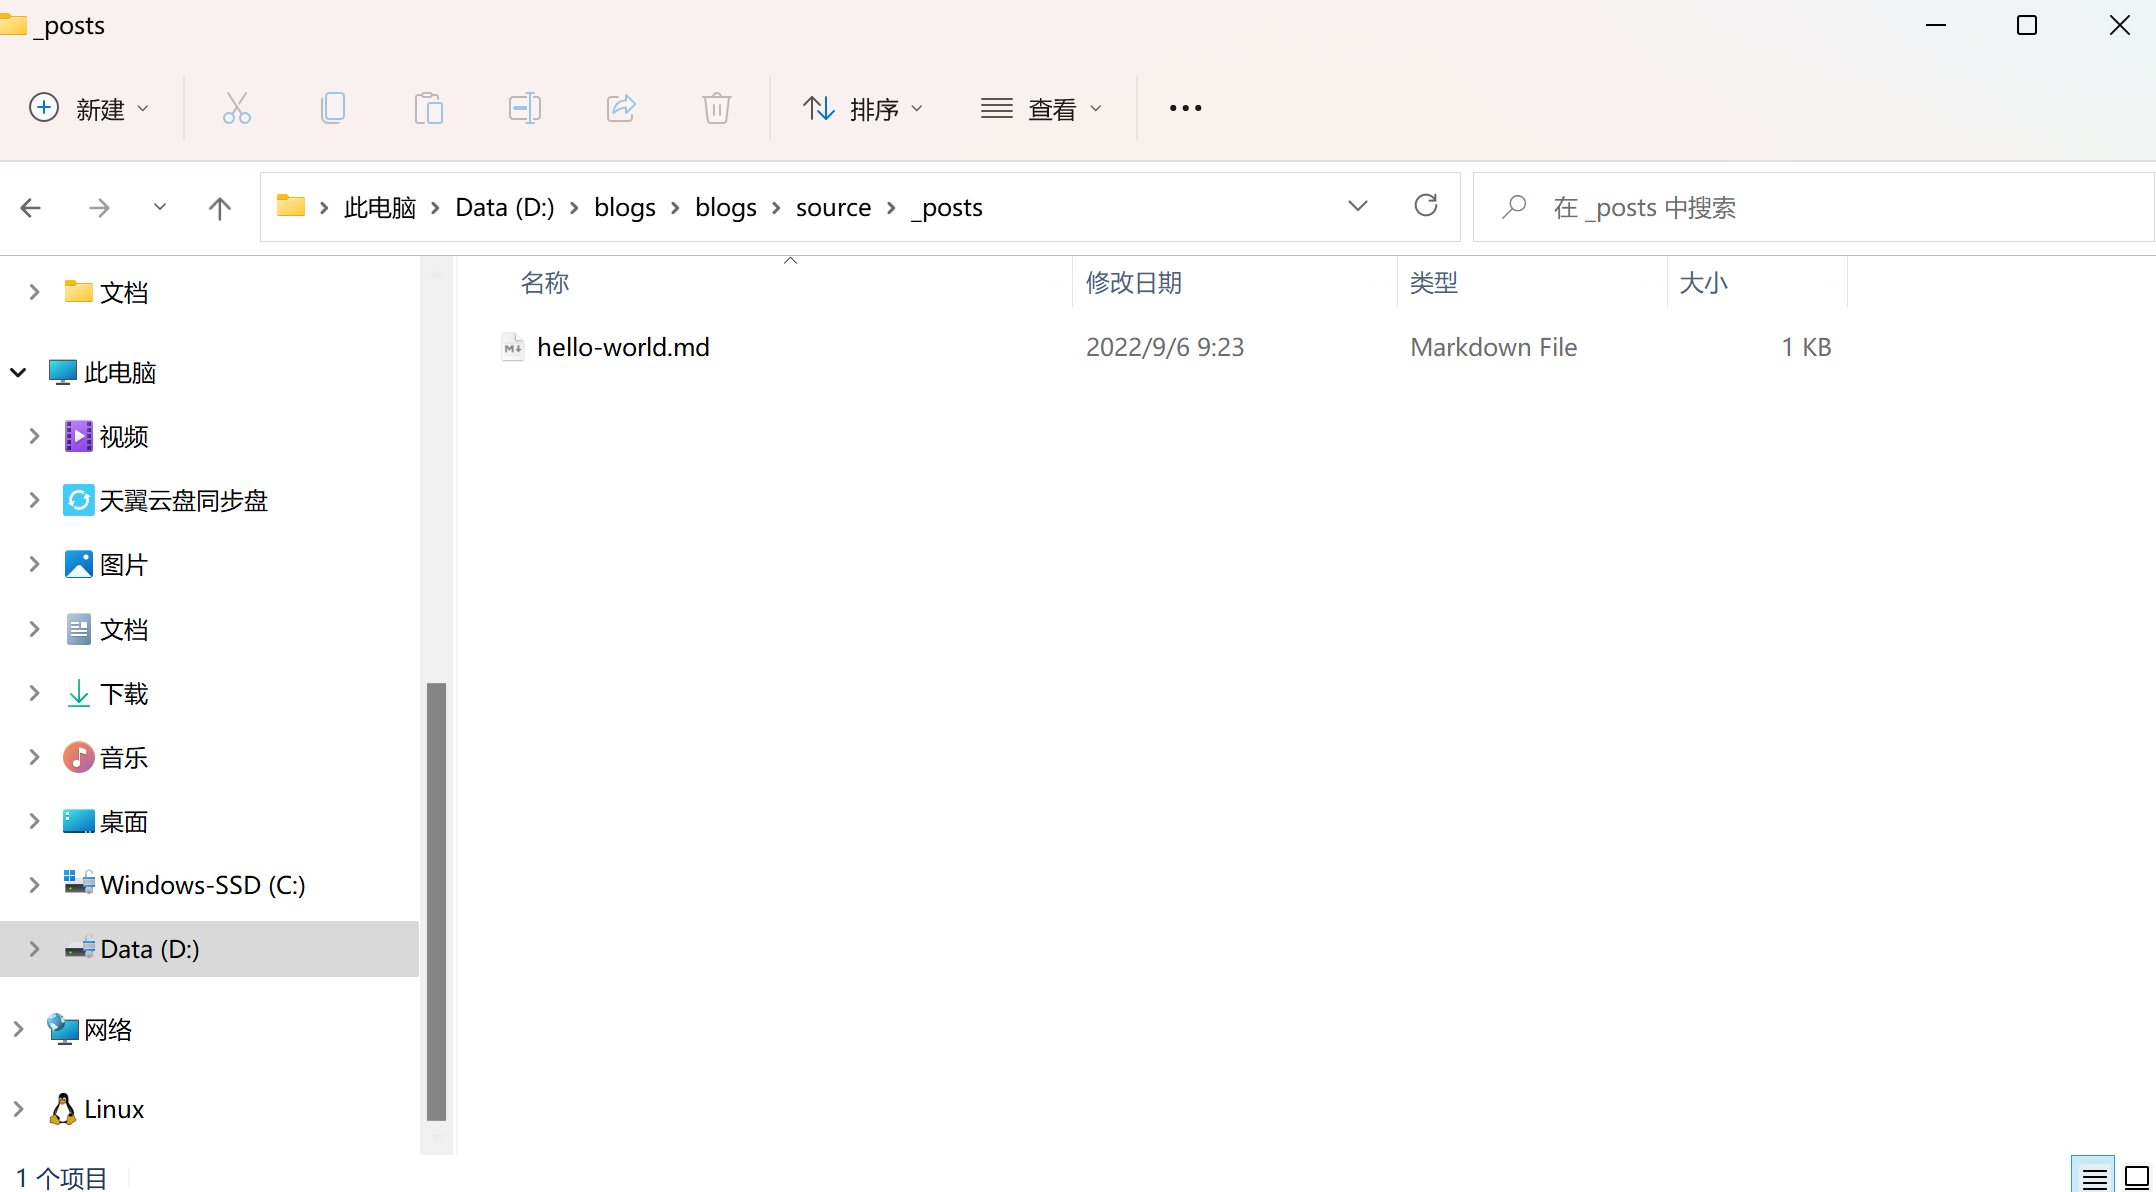 _posts
新建
排序
查看
此电脑
Data (D:)
blogs
blogs
source
_posts
在 _posts 中搜索
文档
此电脑
视频
天翼云盘同步盘
图片
文档
下载
音乐
桌面
Windows-SSD (C:)
Data (D:)
网络
Linux
名称
修改日期
类型
大小
hello-world.md
2022/9/6 9:23
Markdown File
1 KB
1 个项目